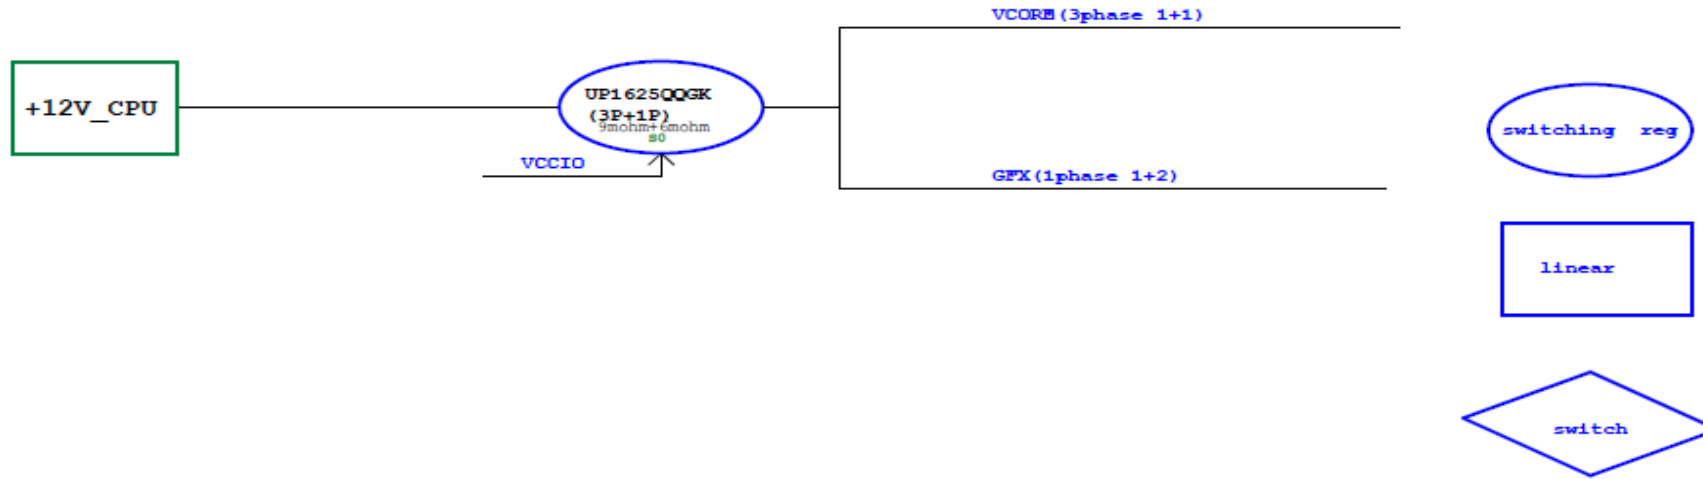 VCORE(3phase 1+1)
+12V_CPU
UP1625QQGK
(3P+1P)
9mohm+6mohm
S0
VCCIO
GFX(1phase 1+2)
switching reg
linear
switch